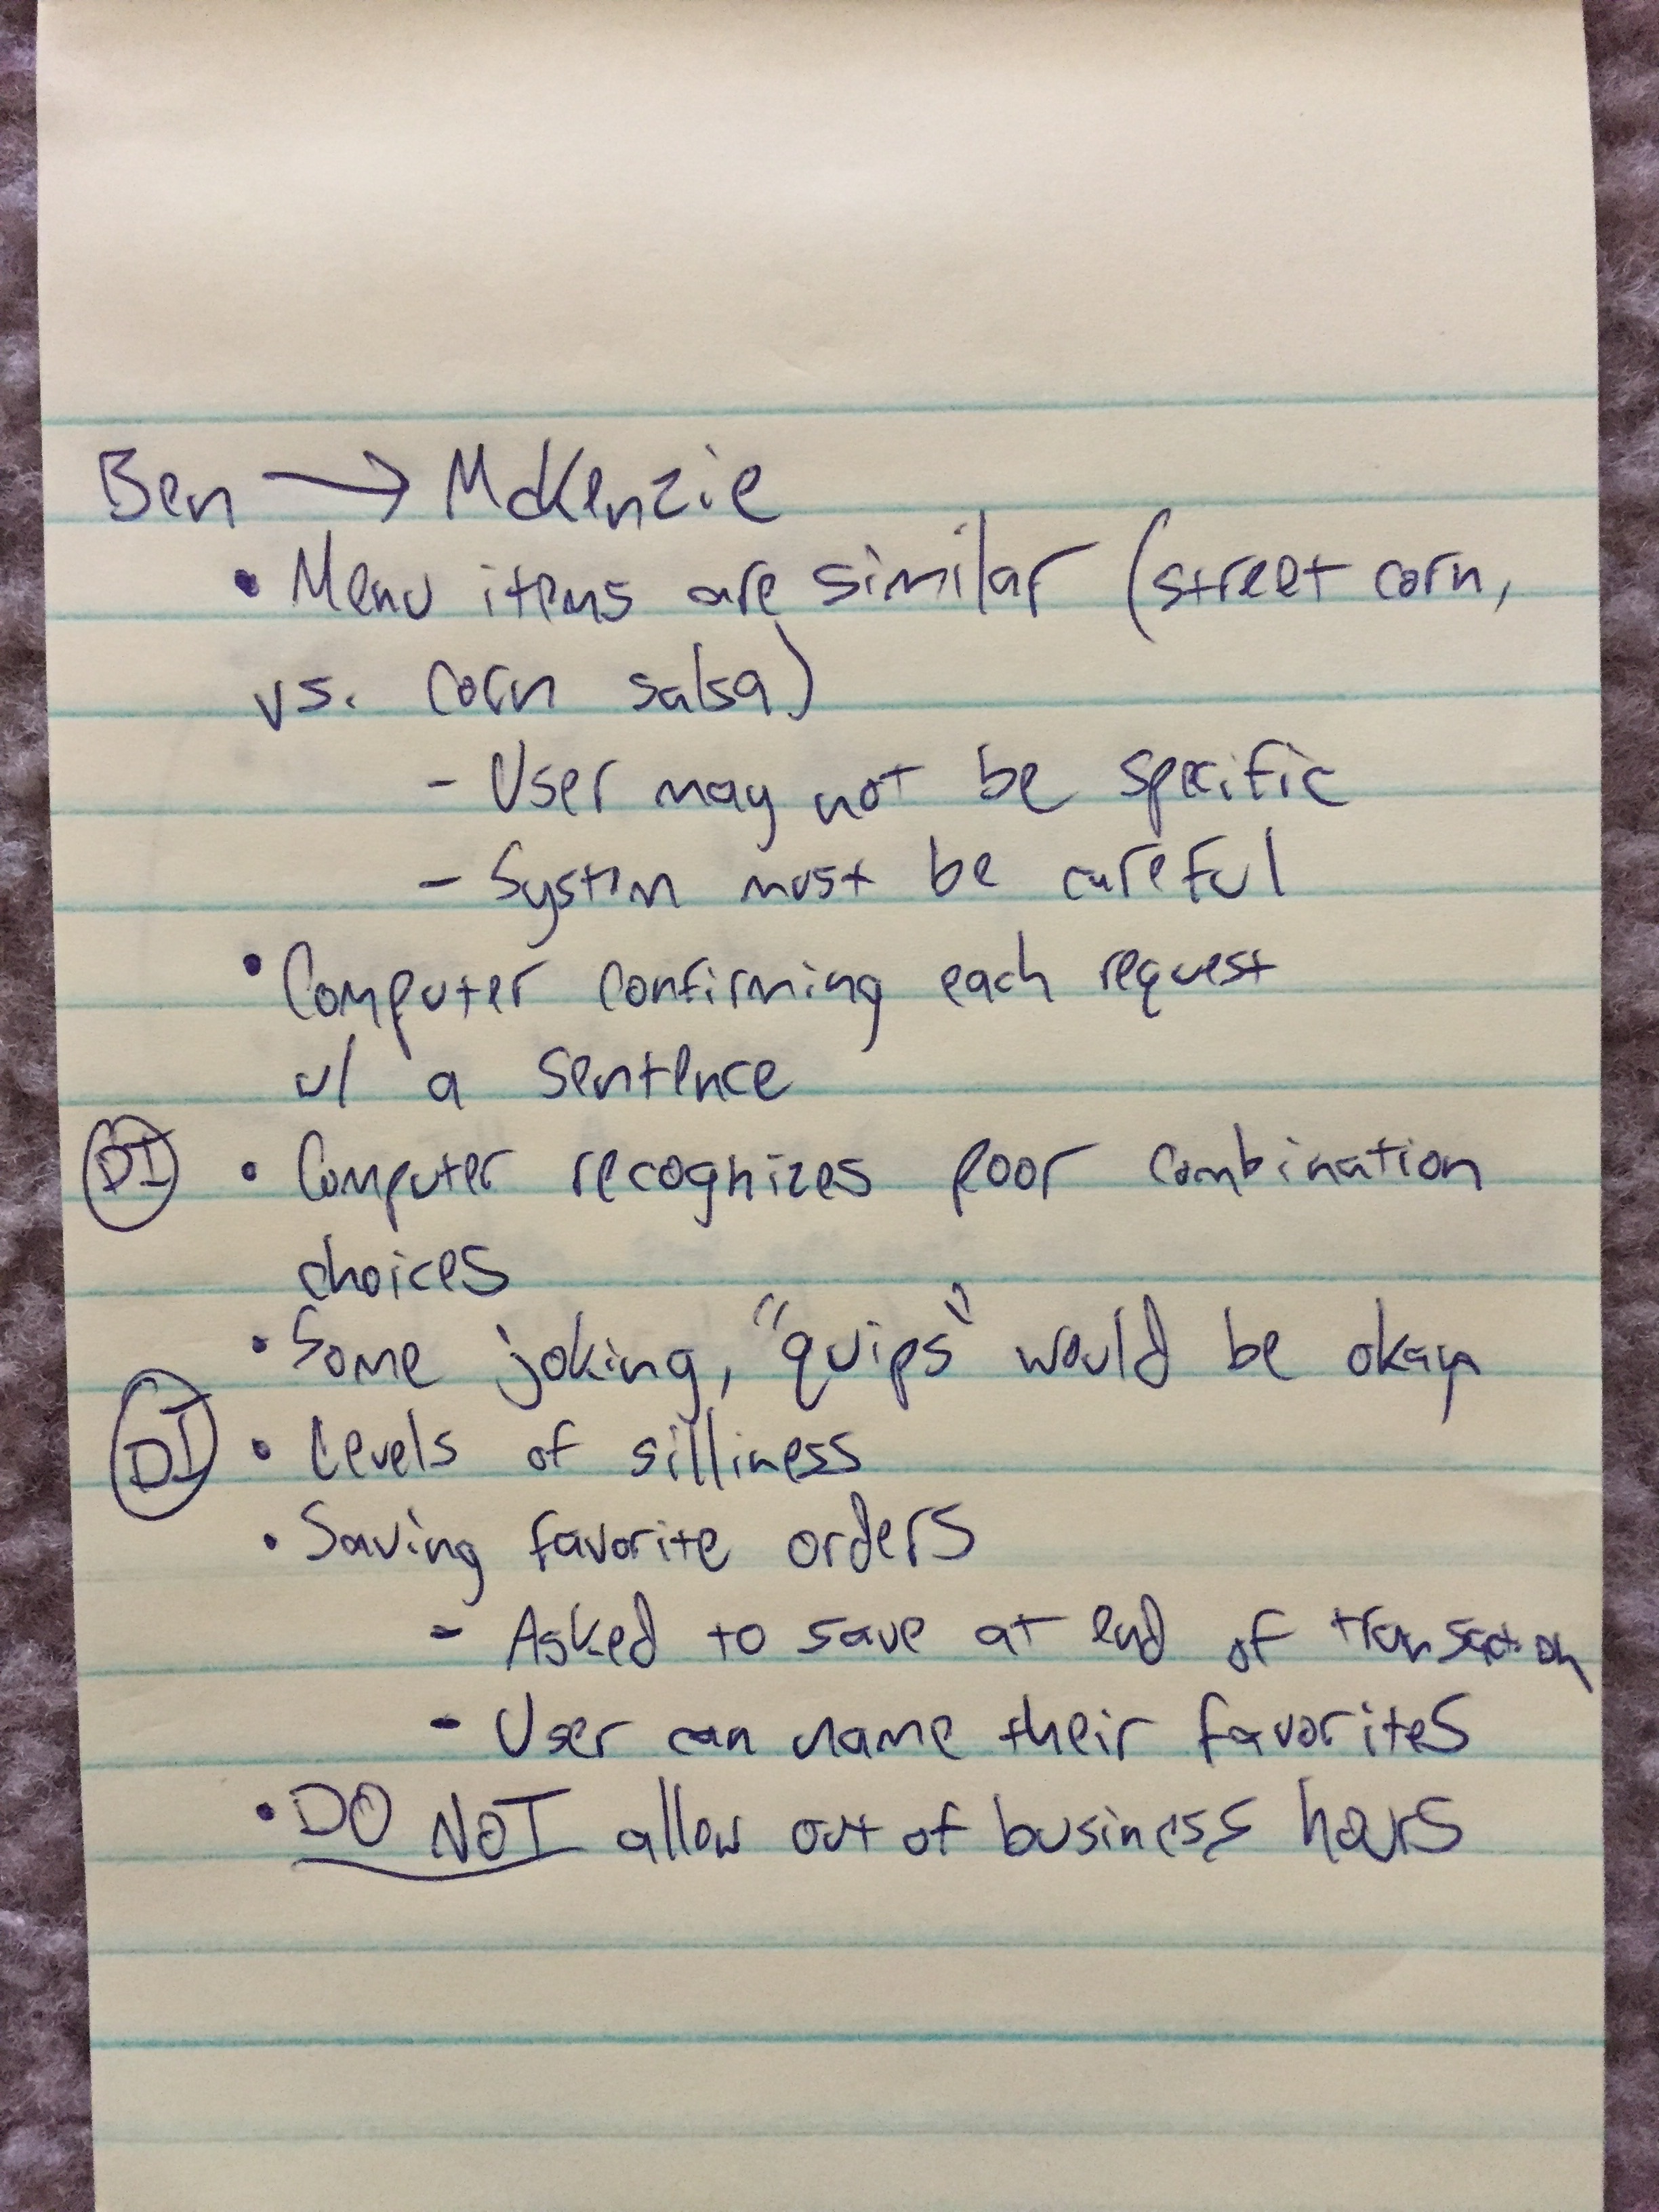 Ben → McKenzie
• Menu items are similar (street corn,
vs. corn salsa)
- User may not be specific
- System must be careful
• Computer confirming each request
w/ a sentence
DI • Computer recognizes poor combination
choices
• Some joking, "quips" would be okay
DI • Levels of silliness
• Saving favorite orders
- Asked to save at end of transaction
- User can name their favorites
• DO NOT allow out of business hours